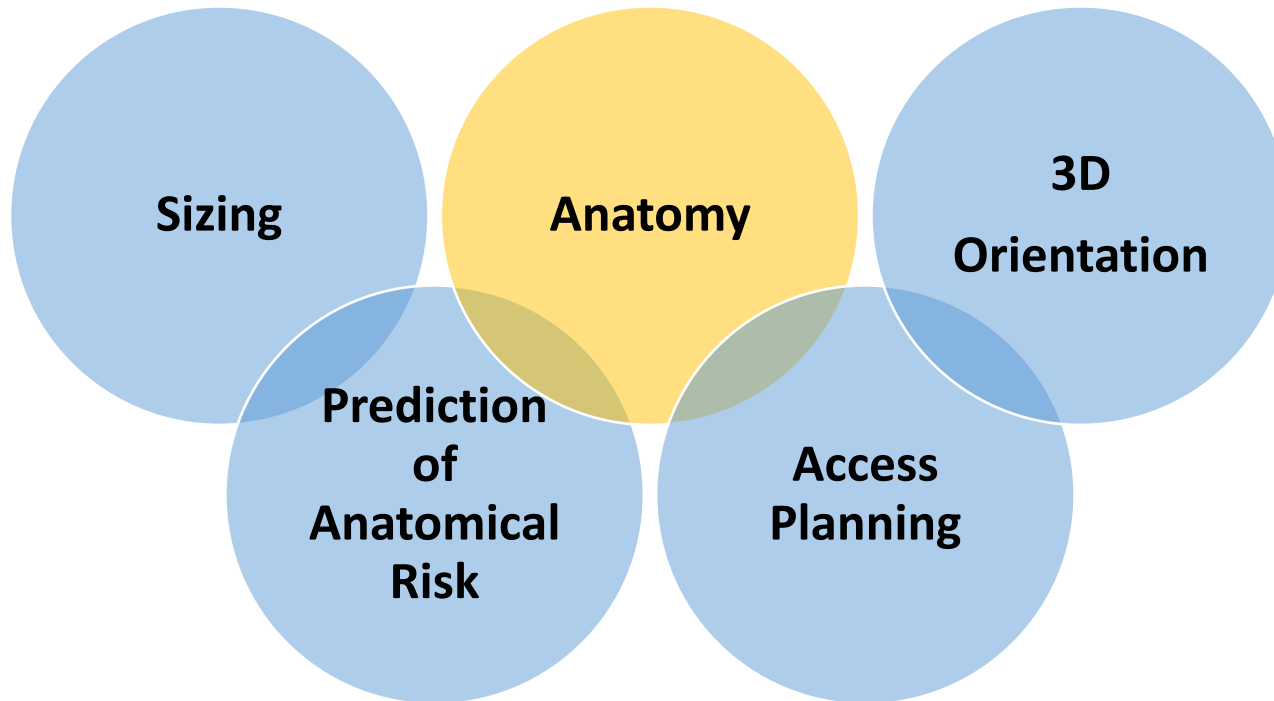 Sizing
Anatomy
3D
Orientation
Prediction
of
Anatomical
Risk
Access
Planning